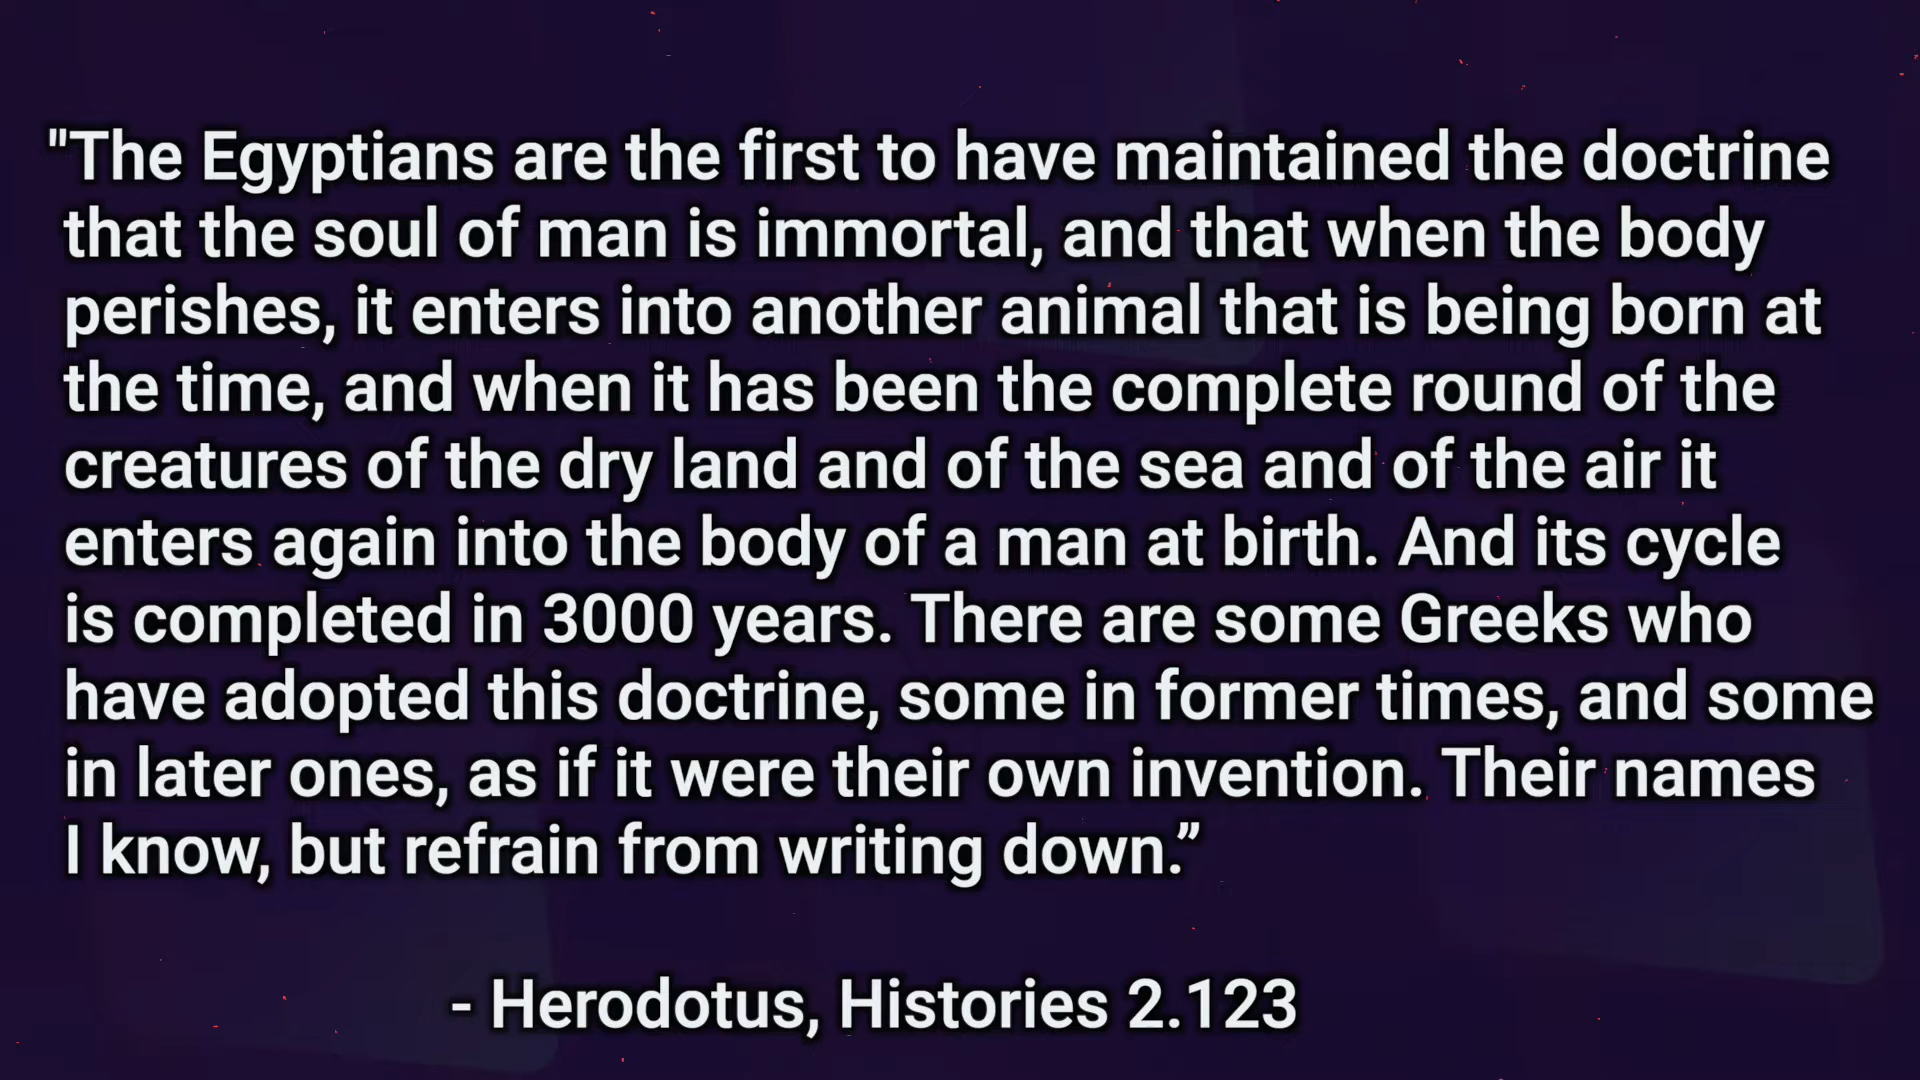 "The Egyptians are the first to have maintained the doctrine
that the soul of man is immortal, and that when the body
perishes, it enters into another animal that is being born at
the time, and when it has been the complete round of the
creatures of the dry land and of the sea and of the air it
enters again into the body of a man at birth. And its cycle
is completed in 3000 years. There are some Greeks who
have adopted this doctrine, some in former times, and some
in later ones, as if it were their own invention. Their names
I know, but refrain from writing down.”
- Herodotus, Histories 2.123